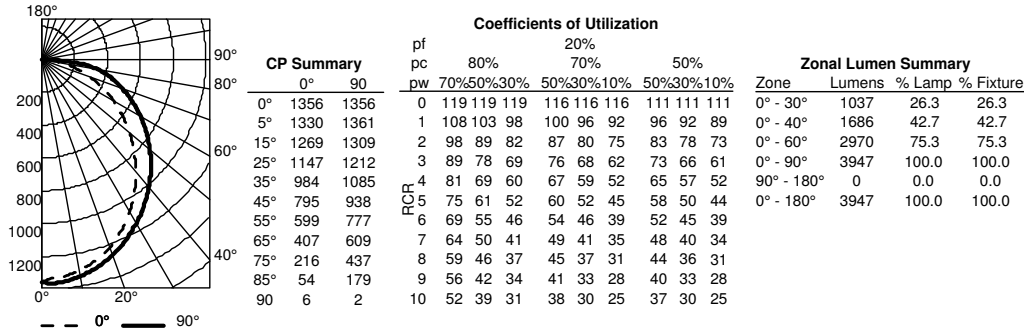 180°
90°
80°
60°
40°
200
400
600
800
1000
1200
0° 20°
0° 90°
CP Summary
0° 90
0° 1356 1356
5° 1330 1361
15° 1269 1309
25° 1147 1212
35° 984 1085
45° 795 938
55° 599 777
65° 407 609
75° 216 437
85° 54 179
90 6 2
Coefficients of Utilization
pf 20%
pc 80% 70% 50%
pw 70%50%30% 50%30%10% 50%30%10%
RCR
0 119 119 119 116 116 116 111 111 111
1 108 103 98 100 96 92 96 92 89
2 98 89 82 87 80 75 83 78 73
3 89 78 69 76 68 62 73 66 61
4 81 69 60 67 59 52 65 57 52
5 75 61 52 60 52 45 58 50 44
6 69 55 46 54 46 39 52 45 39
7 64 50 41 49 41 35 48 40 34
8 59 46 37 45 37 31 44 36 31
9 56 42 34 41 33 28 40 33 28
10 52 39 31 38 30 25 37 30 25
Zonal Lumen Summary
Zone Lumens % Lamp % Fixture
0° - 30° 1037 26.3 26.3
0° - 40° 1686 42.7 42.7
0° - 60° 2970 75.3 75.3
0° - 90° 3947 100.0 100.0
90° - 180° 0 0.0 0.0
0° - 180° 3947 100.0 100.0